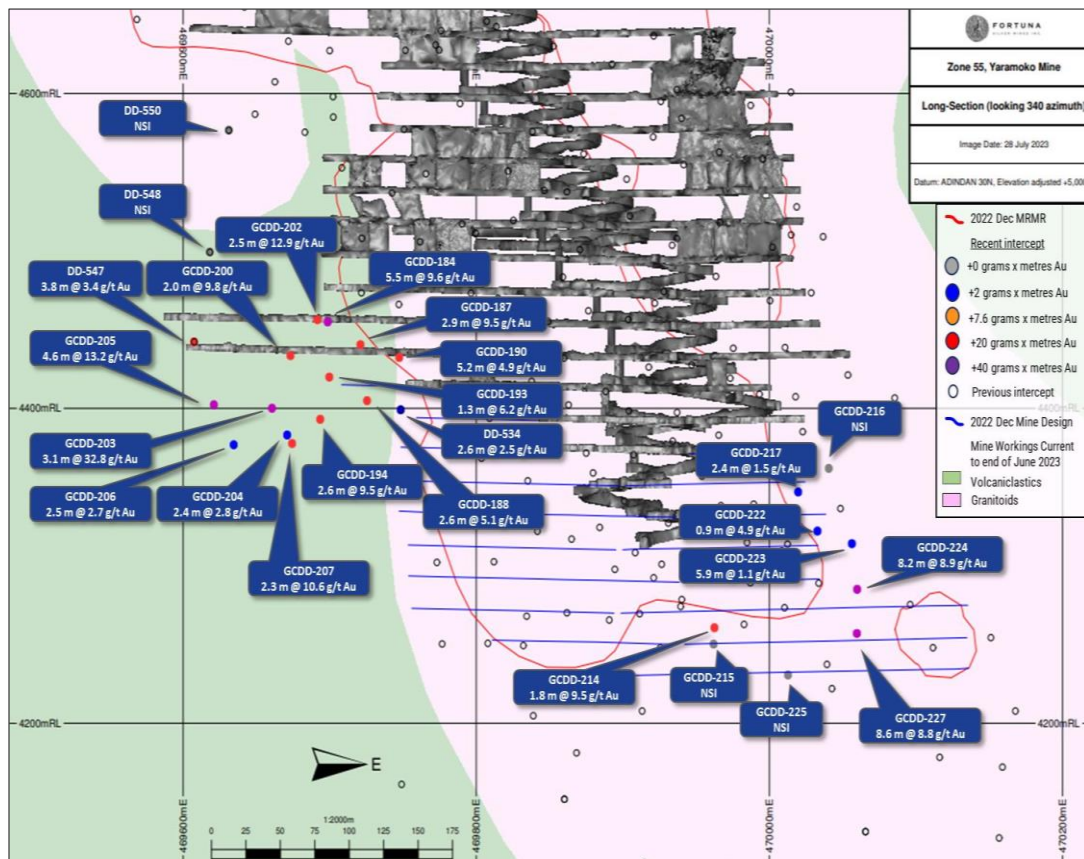 FORTUNA
SILVER MINES INC.
Zone 55, Yaramoko Mine
Long-Section (looking 340 azimuth)
Image Date: 28 July 2023
Datum: ADINDAN 30N, Elevation adjusted +5,000
2022 Dec MRMR
Recent intercept
+0 grams x metres Au
+2 grams x metres Au
+7.6 grams x metres Au
+20 grams x metres Au
+40 grams x metres Au
Previous intercept
2022 Dec Mine Design
Mine Workings Current
to end of June 2023
Volcaniclastics
Granitoids
469600mE
470000mE
4600mRL
DD-550
NSI
DD-548
NSI
GCDD-202
2.5 m @ 12.9 g/t Au
DD-547
3.8 m @ 3.4 g/t Au
GCDD-200
2.0 m @ 9.8 g/t Au
GCDD-184
5.5 m @ 9.6 g/t Au
GCDD-187
2.9 m @ 9.5 g/t Au
GCDD-205
4.6 m @ 13.2 g/t Au
GCDD-190
5.2 m @ 4.9 g/t Au
GCDD-193
1.3 m @ 6.2 g/t Au
4400mRL
4400mRL
GCDD-216
NSI
GCDD-203
3.1 m @ 32.8 g/t Au
DD-534
2.6 m @ 2.5 g/t Au
GCDD-217
2.4 m @ 1.5 g/t Au
GCDD-206
2.5 m @ 2.7 g/t Au
GCDD-204
2.4 m @ 2.8 g/t Au
GCDD-194
2.6 m @ 9.5 g/t Au
GCDD-188
2.6 m @ 5.1 g/t Au
GCDD-222
0.9 m @ 4.9 g/t Au
GCDD-223
5.9 m @ 1.1 g/t Au
GCDD-224
8.2 m @ 8.9 g/t Au
GCDD-207
2.3 m @ 10.6 g/t Au
GCDD-214
1.8 m @ 9.5 g/t Au
GCDD-215
NSI
GCDD-225
NSI
GCDD-227
8.6 m @ 8.8 g/t Au
4200mRL
4200mRL
E
1:2000m
0 25 50 75 100 125 150 175
469600mE
469800mE
470000mE
470200mE